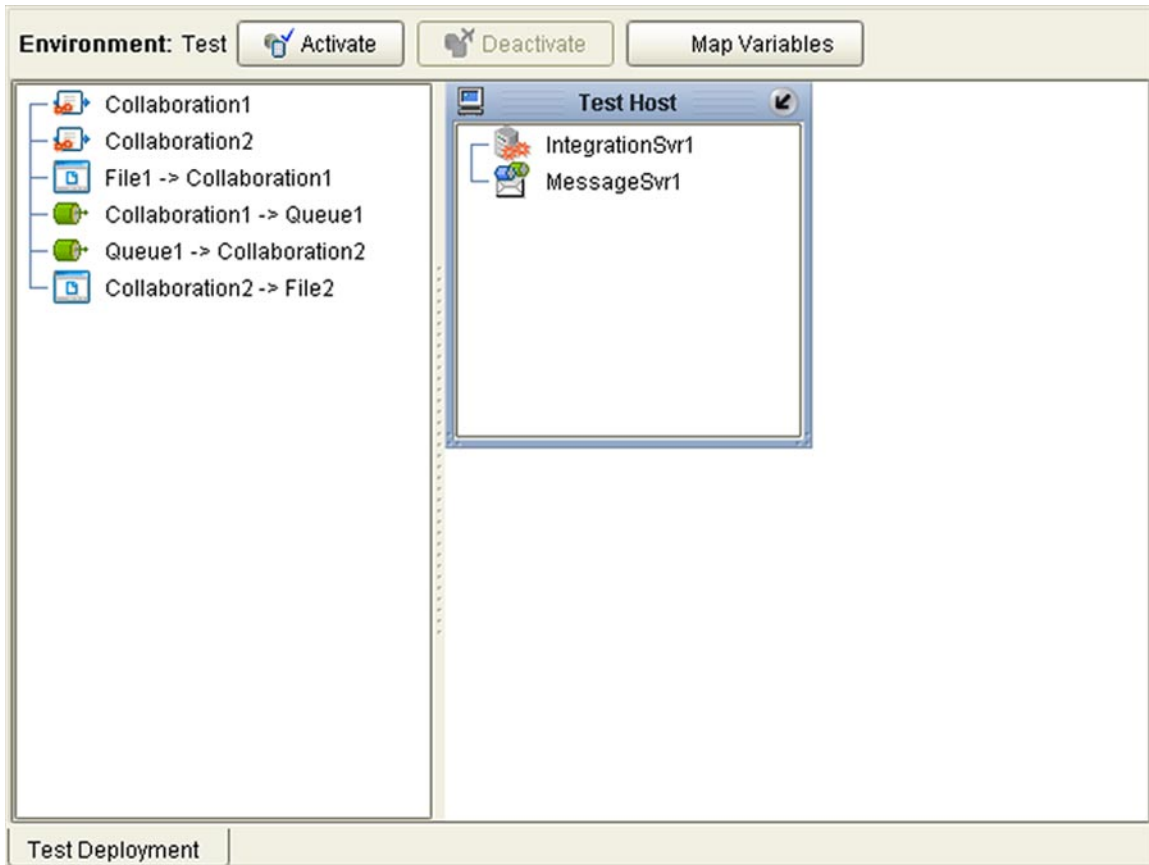 Environment: Test Activate Deactivate Map Variables
Collaboration1
Collaboration2
File1 -> Collaboration1
Collaboration1 -> Queue1
Queue1 -> Collaboration2
Collaboration2 -> File2
Test Host
IntegrationSvr1
MessageSvr1
Test Deployment